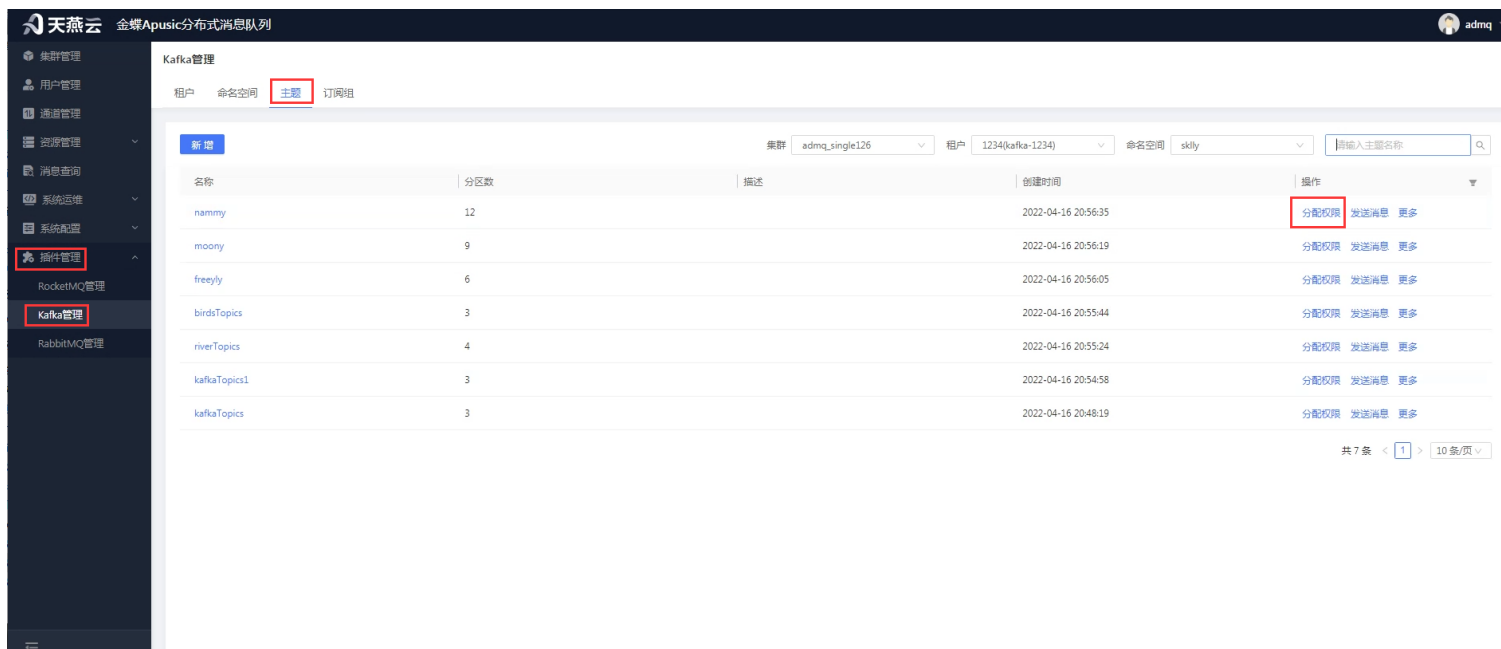 天燕云 金蝶Apusic分布式消息队列 admq
集群管理
用户管理
通道管理
资源管理
消息查询
系统运维
系统配置
插件管理
RocketMQ管理
Kafka管理
RabbitMQ管理
Kafka管理
租户 命名空间 主题 订阅组
新增 集群 admq_single126 租户 1234(kafka-1234) 命名空间 sklly 请输入主题名称
名称 分区数 描述 创建时间 操作
nammy 12 2022-04-16 20:56:35 分配权限 发送消息 更多
moony 9 2022-04-16 20:56:19 分配权限 发送消息 更多
freeyly 6 2022-04-16 20:56:05 分配权限 发送消息 更多
birdsTopics 3 2022-04-16 20:55:44 分配权限 发送消息 更多
riverTopics 4 2022-04-16 20:55:24 分配权限 发送消息 更多
kafkaTopics1 3 2022-04-16 20:54:58 分配权限 发送消息 更多
kafkaTopics 3 2022-04-16 20:48:19 分配权限 发送消息 更多
共 7 条 < 1 > 10 条/页